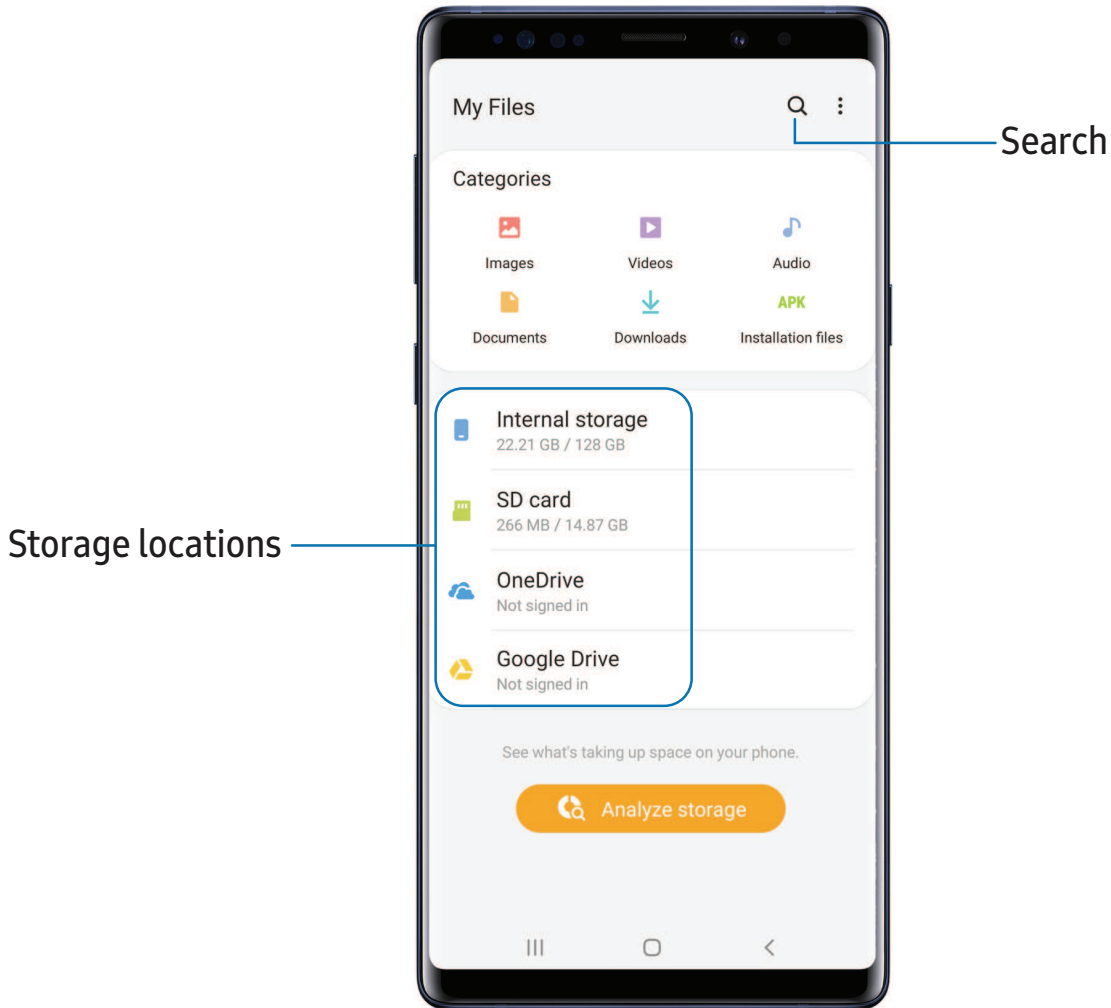 My Files
Search
Categories
Images Videos Audio
APK
Documents Downloads Installation files
Internal storage
22.21 GB / 128 GB
SD card
266 MB / 14.87 GB
Storage locations
OneDrive
Not signed in
Google Drive
Not signed in
See what's taking up space on your phone.
Analyze storage